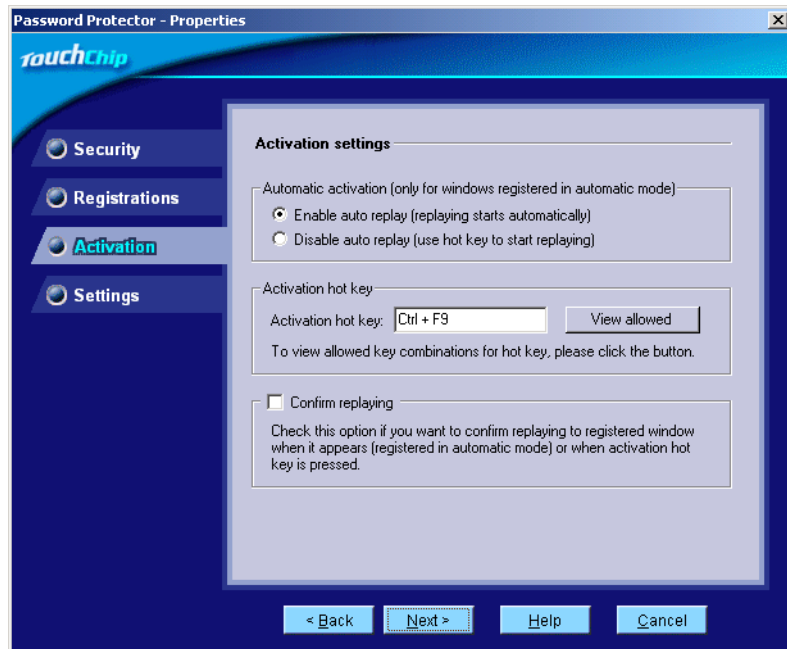 Password Protector - Properties
TouchChip
Security
Registrations
Activation
Settings
Activation settings
Automatic activation (only for windows registered in automatic mode)
Enable auto replay (replaying starts automatically)
Disable auto replay (use hot key to start replaying)
Activation hot key
Activation hot key: Ctrl + F9 View allowed
To view allowed key combinations for hot key, please click the button.
Confirm replaying
Check this option if you want to confirm replaying to registered window
when it appears (registered in automatic mode) or when activation hot
key is pressed.
< Back Next > Help Cancel